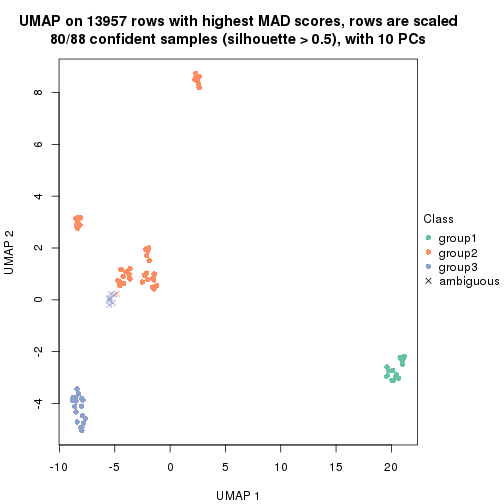 UMAP on 13957 rows with highest MAD scores, rows are scaled
80/88 confident samples (silhouette > 0.5), with 10 PCs
8
6
4
2
0
-2
-4
UMAP 2
-10
-5
0
5
10
15
20
UMAP 1
Class
group1
group2
group3
ambiguous